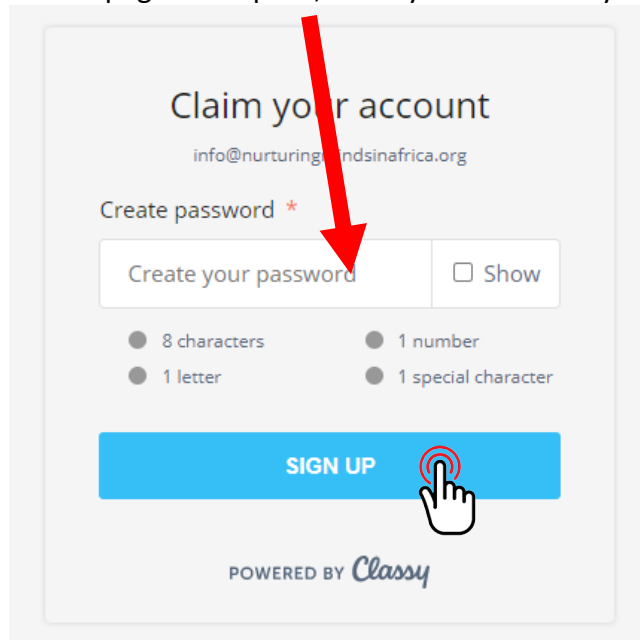 Claim your account
info@nurturingmindsinafrica.org
Create password *
Create your password Show
8 characters 1 number
1 letter 1 special character
SIGN UP
POWERED BY Classy